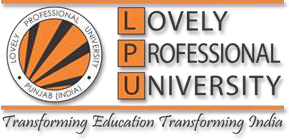 LOVELY PROFESSIONAL UNIVERSITY
PUNJAB (INDIA)
LOVELY
PROFESSIONAL
UNIVERSITY
Transforming Education Transforming India